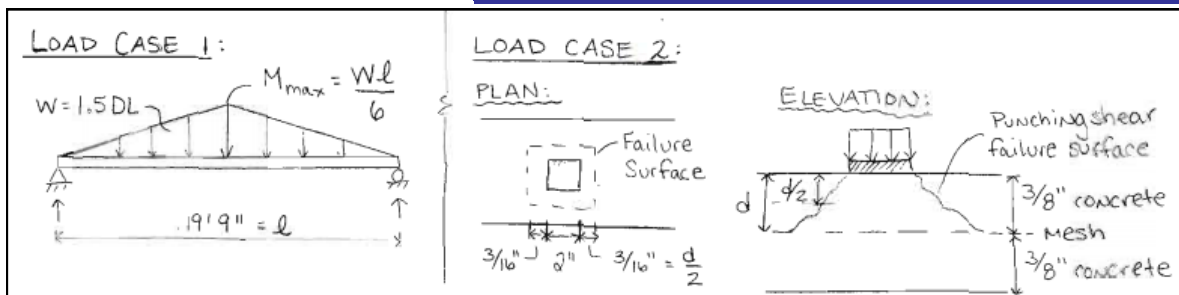 LOAD CASE 1:
W = 1.5 DL
Mmax = Wl/6
19'9" = l
LOAD CASE 2:
PLAN:
Failure
Surface
3/16" 2" 3/16" = d/2
ELEVATION:
Punching shear
failure surface
d
d/2
3/8" concrete
Mesh
3/8" concrete